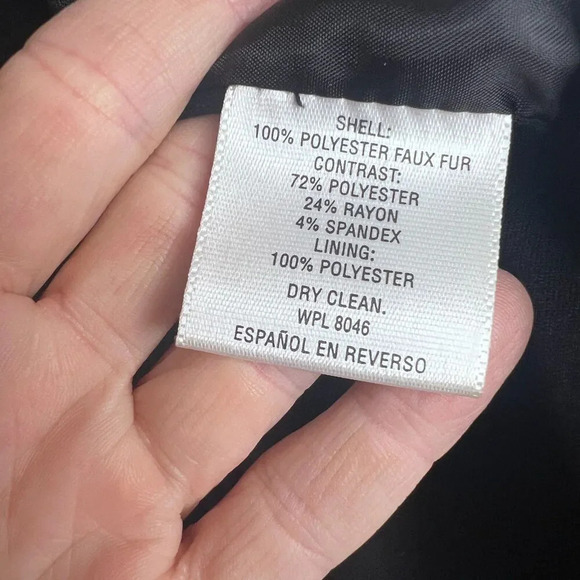 SHELL:
100% POLYESTER FAUX FUR
CONTRAST:
72% POLYESTER
24% RAYON
4% SPANDEX
LINING:
100% POLYESTER
DRY CLEAN.
WPL 8046
ESPAÑOL EN REVERSO